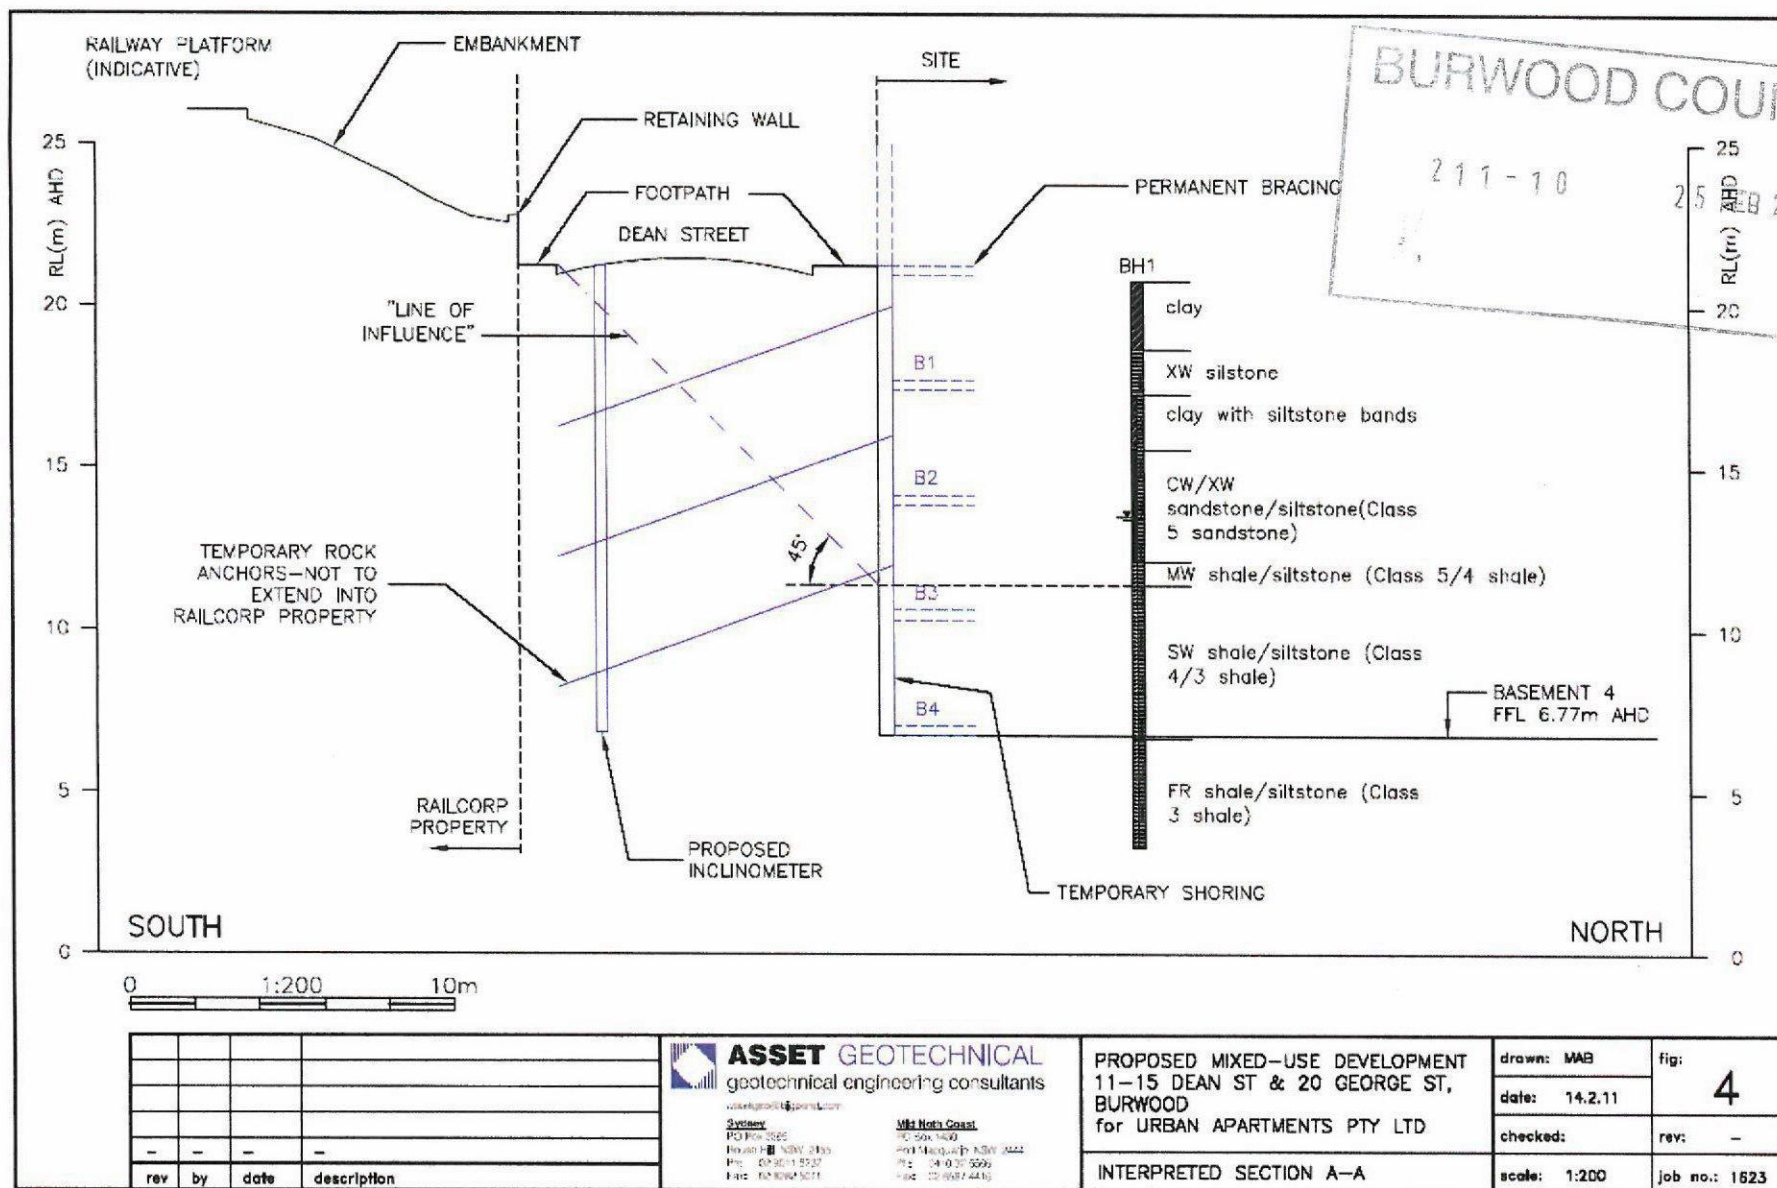 RAILWAY PLATFORM
(INDICATIVE)
EMBANKMENT
SITE
BURWOOD
211-10
25
RETAINING WALL
25
25
RL(m) AHD
RL(m) AHD
FOOTPATH
PERMANENT BRACING
DEAN STREET
BH1
20
20
clay
"LINE OF
INFLUENCE"
B1
XW silstone
clay with siltstone bands
15
15
B2
CW/XW
sandstone/siltstone(Class
5 sandstone)
45°
TEMPORARY ROCK
ANCHORS-NOT TO
EXTEND INTO
RAILCORP PROPERTY
MW shale/siltstone (Class 5/4 shale)
B3
10
10
SW shale/siltstone (Class
4/3 shale)
B4
BASEMENT 4
FFL 6.77m AHD
5
5
FR shale/siltstone (Class
3 shale)
RAILCORP
PROPERTY
PROPOSED
INCLINOMETER
TEMPORARY SHORING
SOUTH
NORTH
0
0
0 1:200 10m
ASSET GEOTECHNICAL
geotechnical engineering consultants
Sydney
Mid North Coast
PROPOSED MIXED-USE DEVELOPMENT
11-15 DEAN ST & 20 GEORGE ST,
BURWOOD
for URBAN APARTMENTS PTY LTD
INTERPRETED SECTION A-A
drawn: MAB
fig:
4
date: 14.2.11
checked:
rev: -
scale: 1:200
job no.: 1623
- - - -
rev by date description